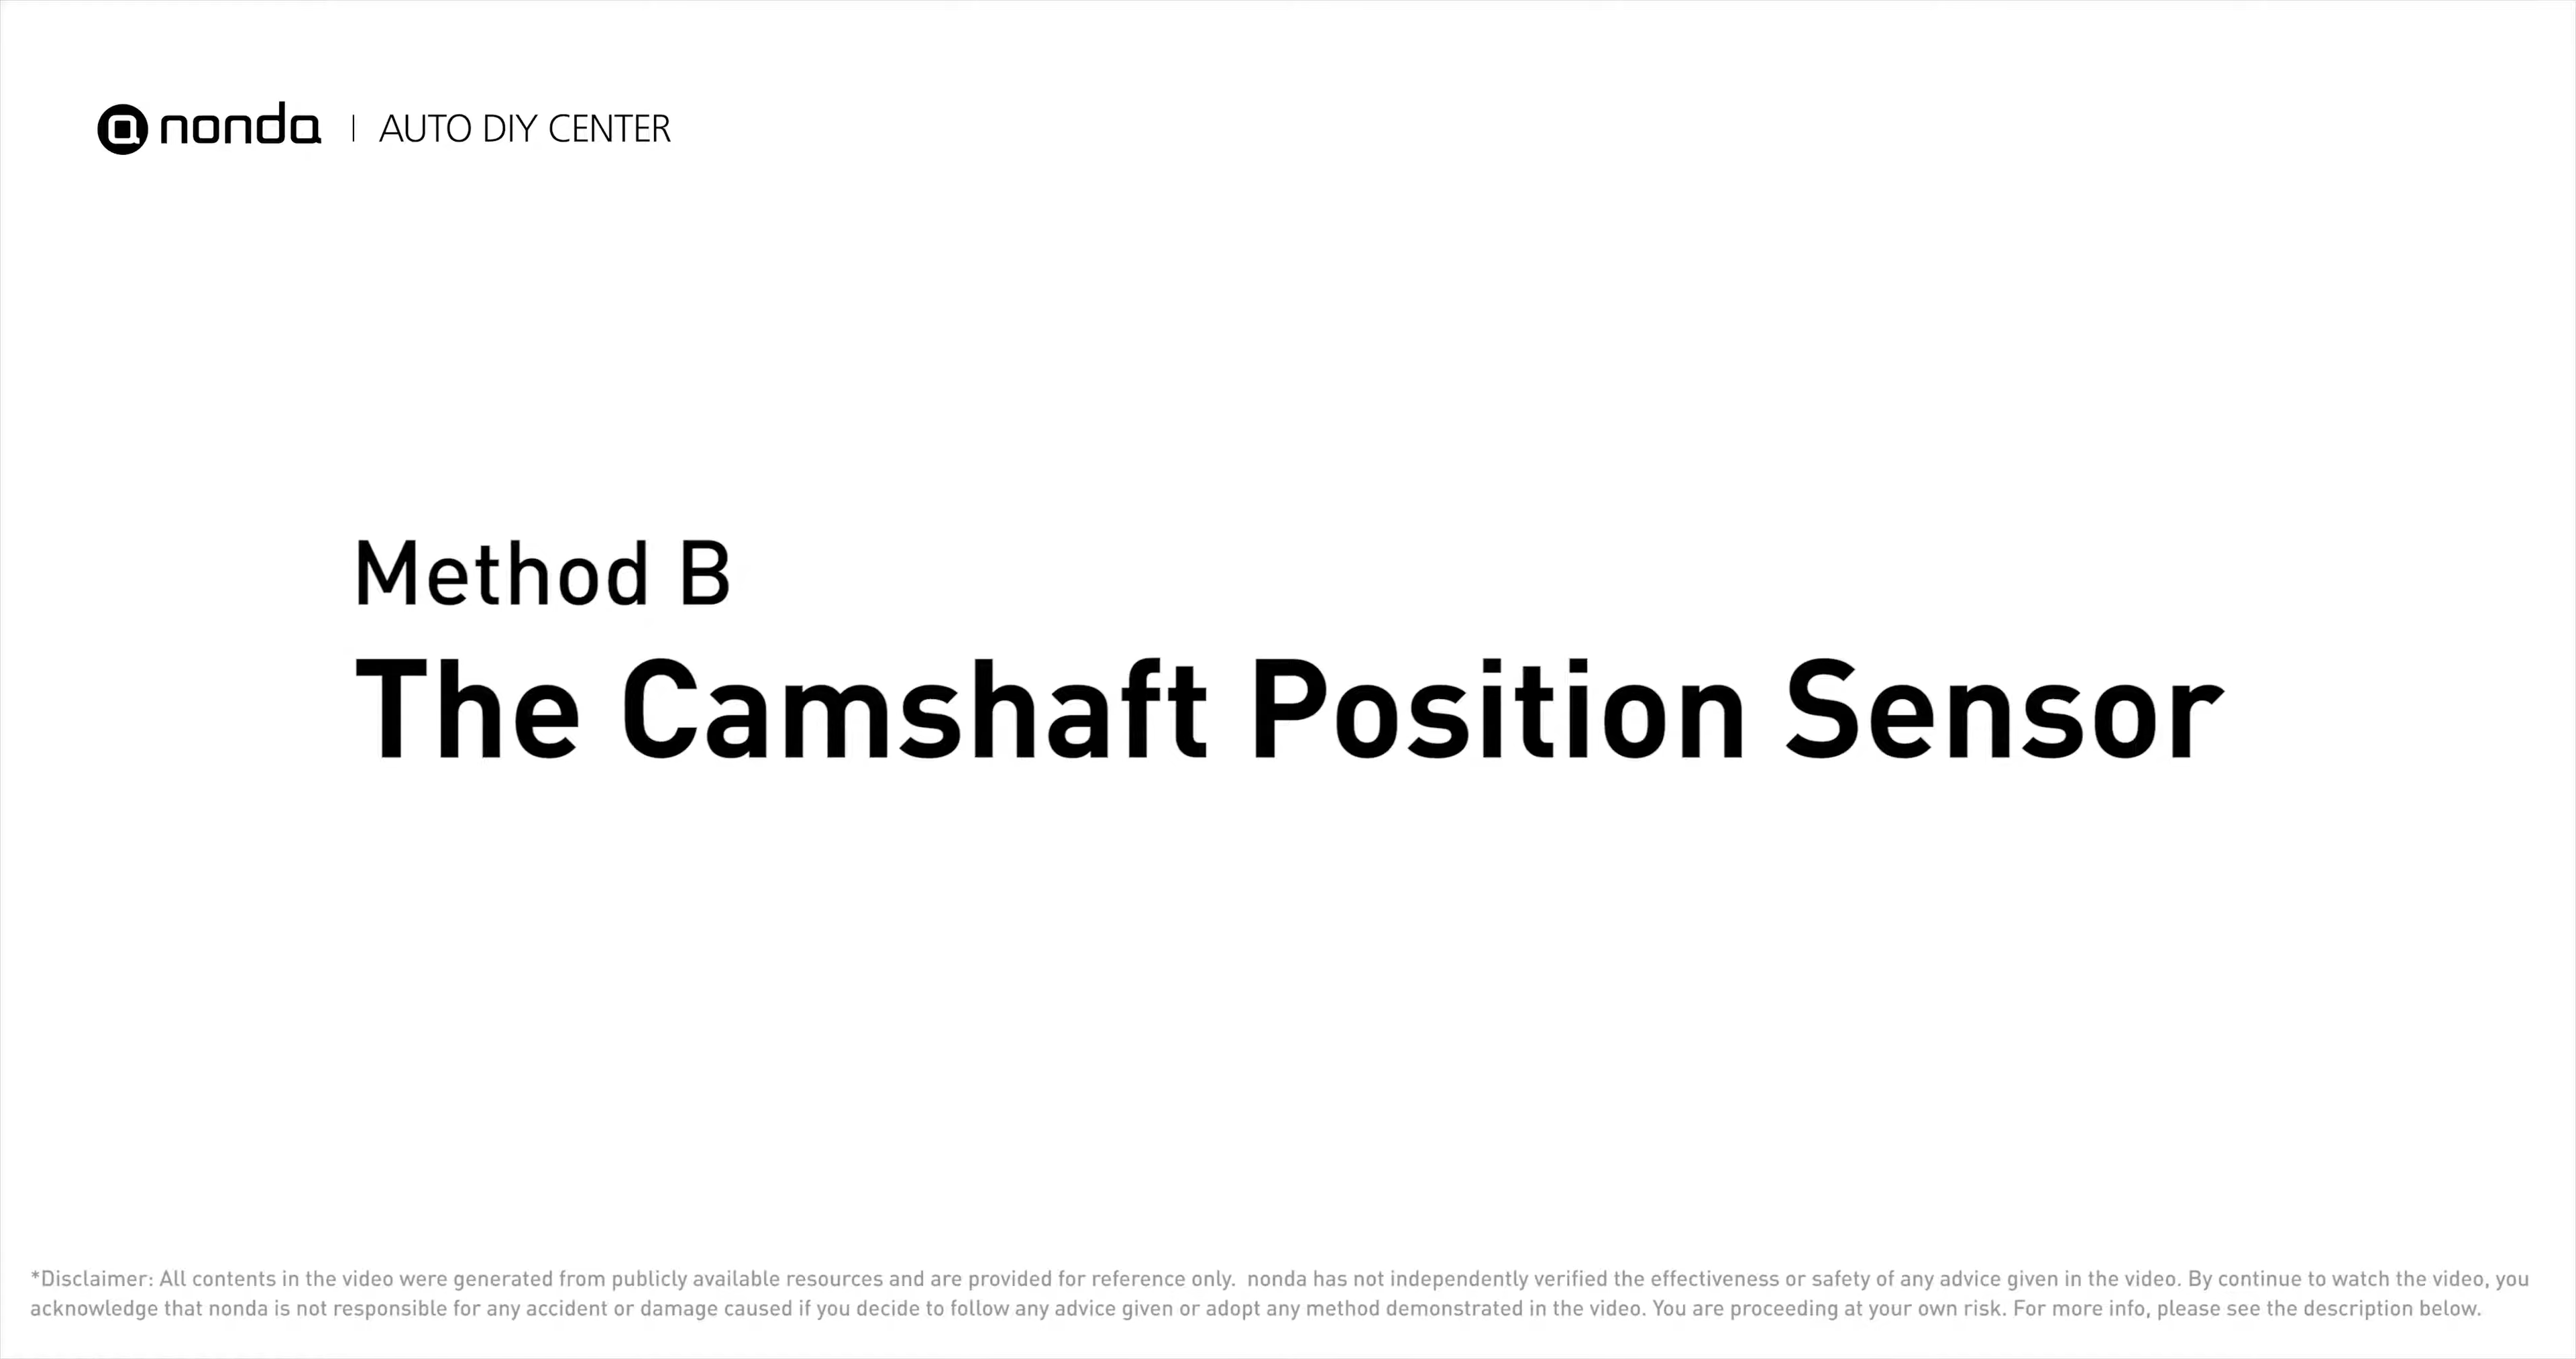 nonda | AUTO DIY CENTER
Method B
The Camshaft Position Sensor
*Disclaimer: All contents in the video were generated from publicly available resources and are provided for reference only.  nonda has not independently verified the effectiveness or safety of any advice given in the video. By continue to watch the video, you
acknowledge that nonda is not responsible for any accident or damage caused if you decide to follow any advice given or adopt any method demonstrated in the video. You are proceeding at your own risk. For more info, please see the description below.